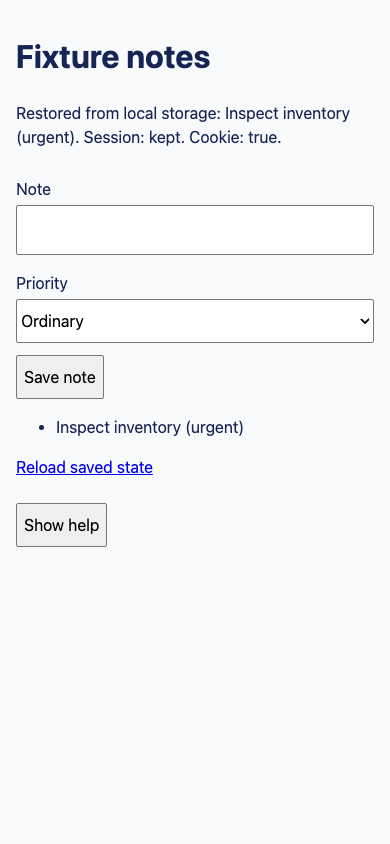 Fixture notes
Restored from local storage: Inspect inventory
(urgent). Session: kept. Cookie: true.
Note
Priority
Ordinary
Save note
• Inspect inventory (urgent)
Reload saved state
Show help